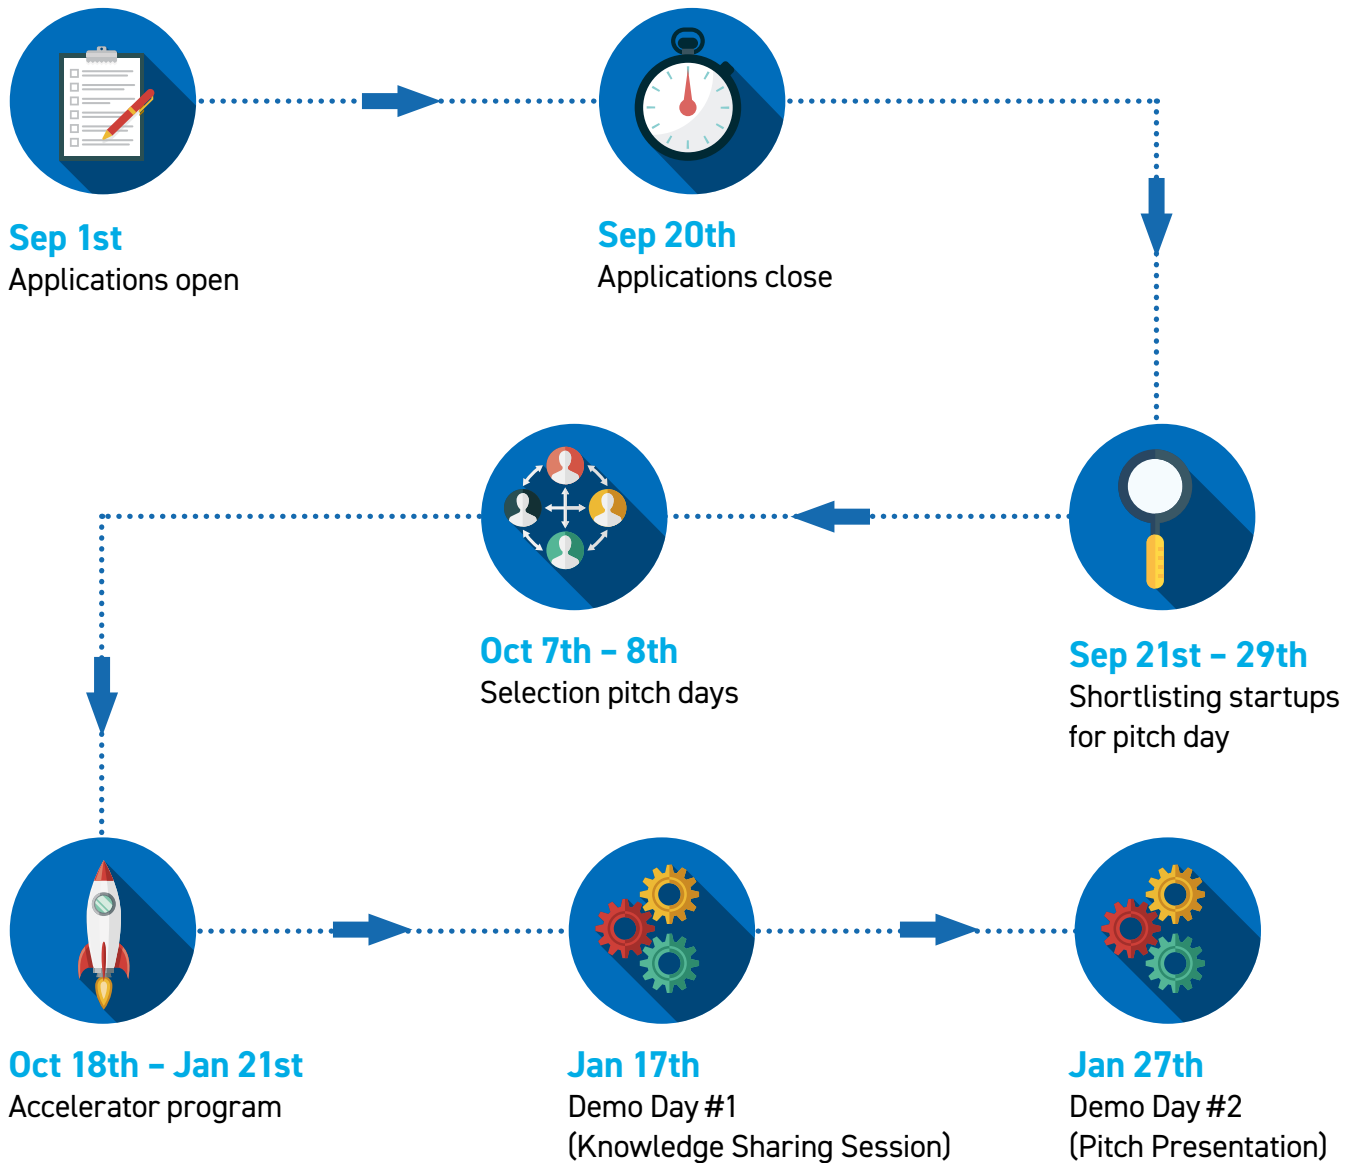 Sep 1st
Applications open
Sep 20th
Applications close
Sep 21st – 29th
Shortlisting startups
for pitch day
Oct 7th – 8th
Selection pitch days
Oct 18th – Jan 21st
Accelerator program
Jan 17th
Demo Day #1
(Knowledge Sharing Session)
Jan 27th
Demo Day #2
(Pitch Presentation)